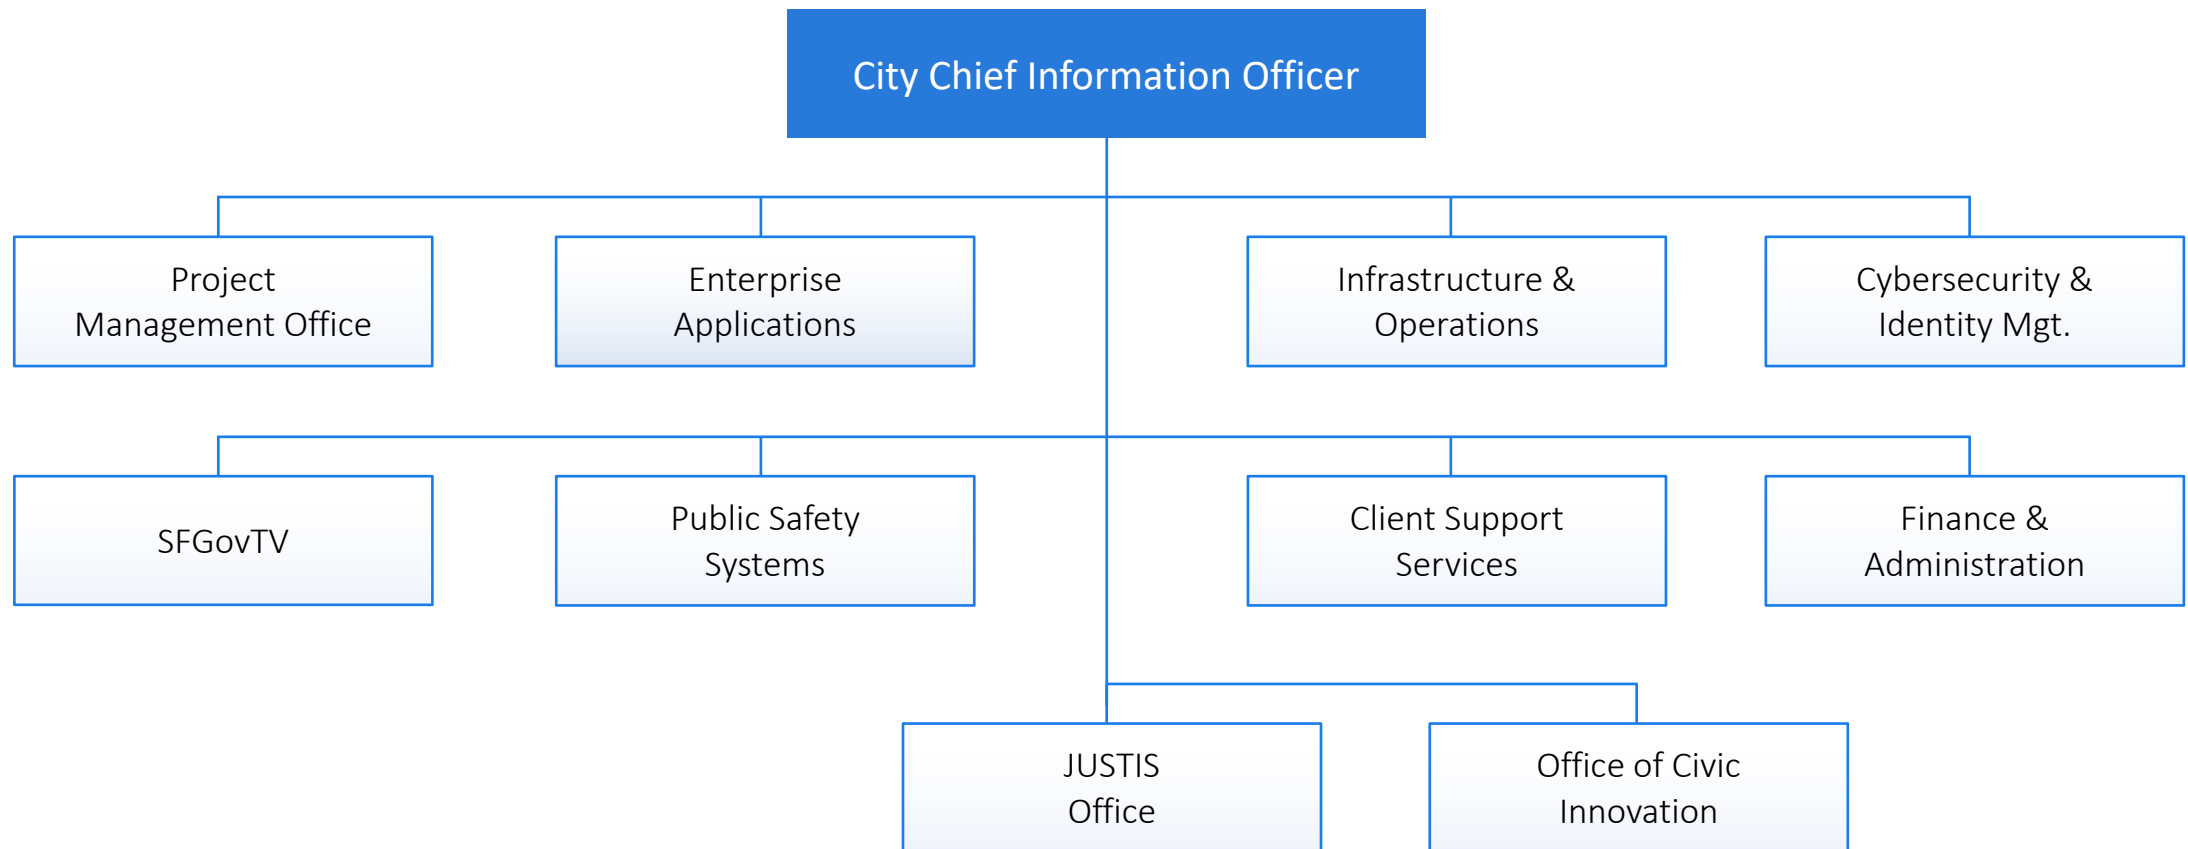 City Chief Information Officer
Project
Management Office
Enterprise
Applications
Infrastructure &
Operations
Cybersecurity &
Identity Mgt.
SFGovTV
Public Safety
Systems
Client Support
Services
Finance &
Administration
JUSTIS
Office
Office of Civic
Innovation